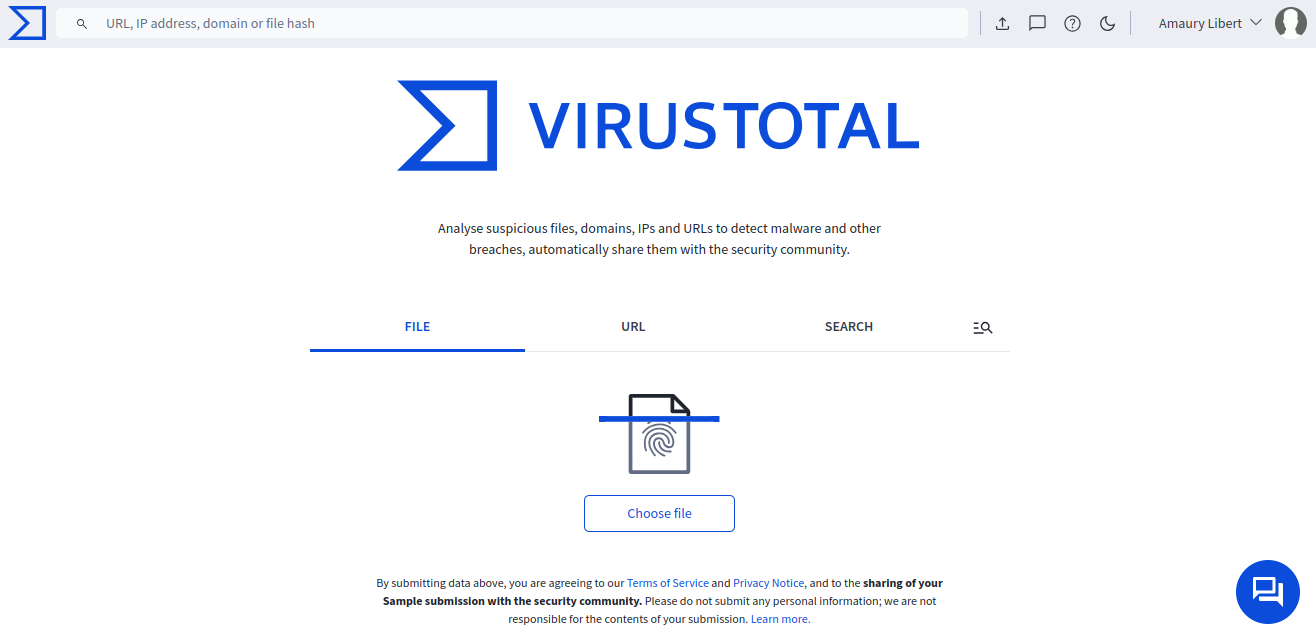 URL, IP address, domain or file hash
Amaury Libert
VIRUSTOTAL
Analyse suspicious files, domains, IPs and URLs to detect malware and other
breaches, automatically share them with the security community.
FILE
URL
SEARCH
Choose file
By submitting data above, you are agreeing to our Terms of Service and Privacy Notice, and to the sharing of your
Sample submission with the security community. Please do not submit any personal information; we are not
responsible for the contents of your submission. Learn more.